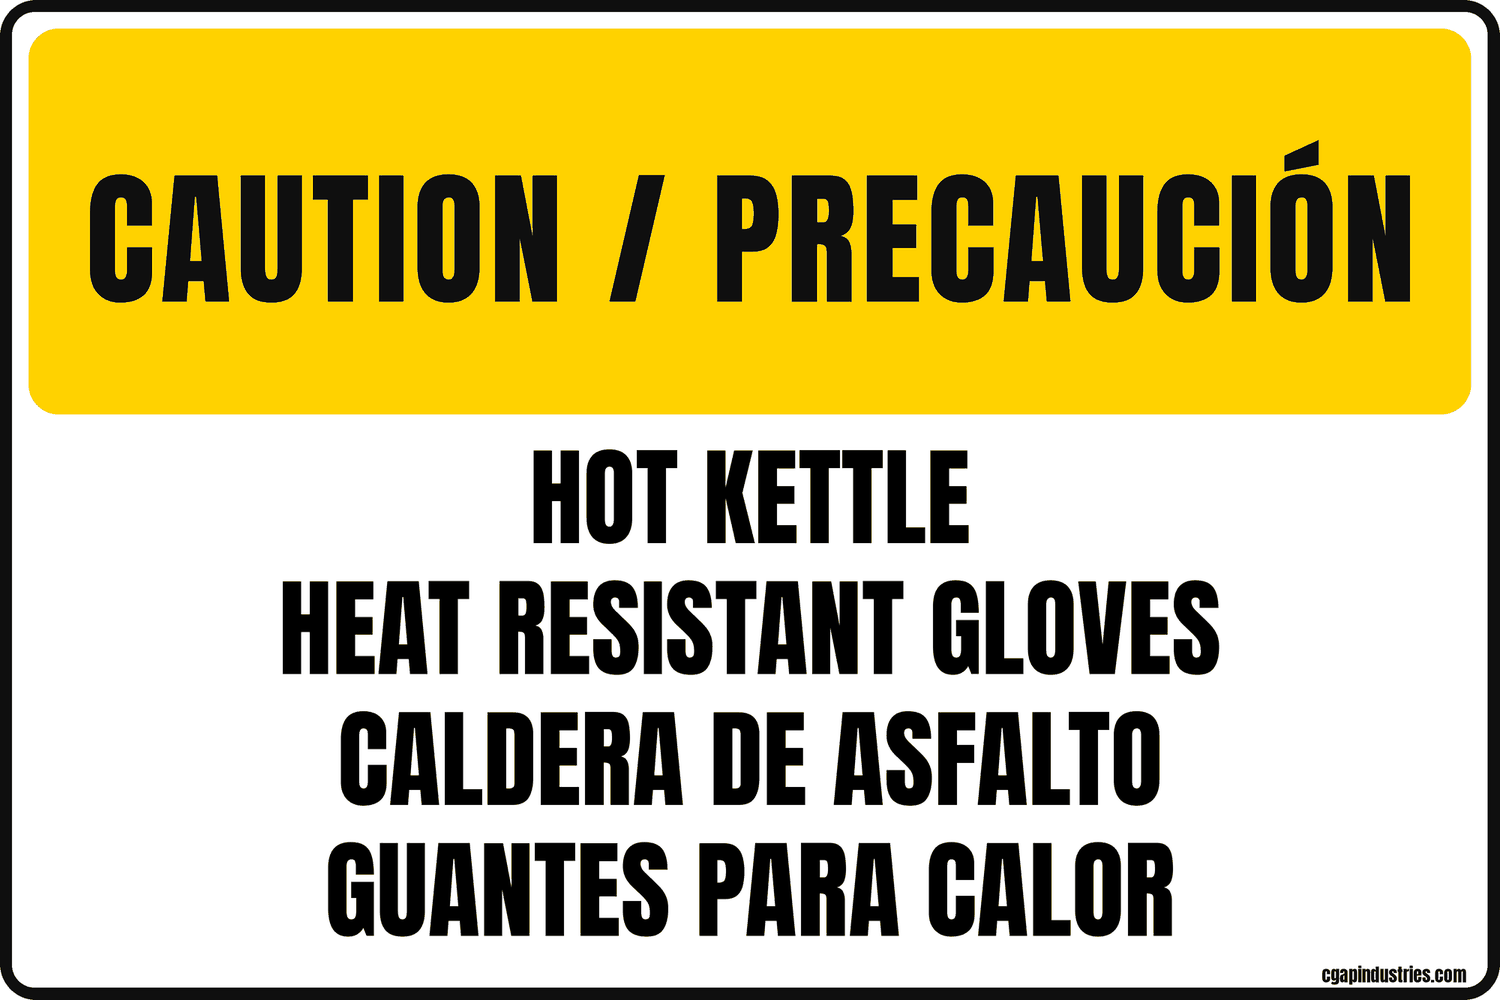 CAUTION / PRECAUCIÓN
HOT KETTLE
HEAT RESISTANT GLOVES
CALDERA DE ASFALTO
GUANTES PARA CALOR
cgapindustries.com